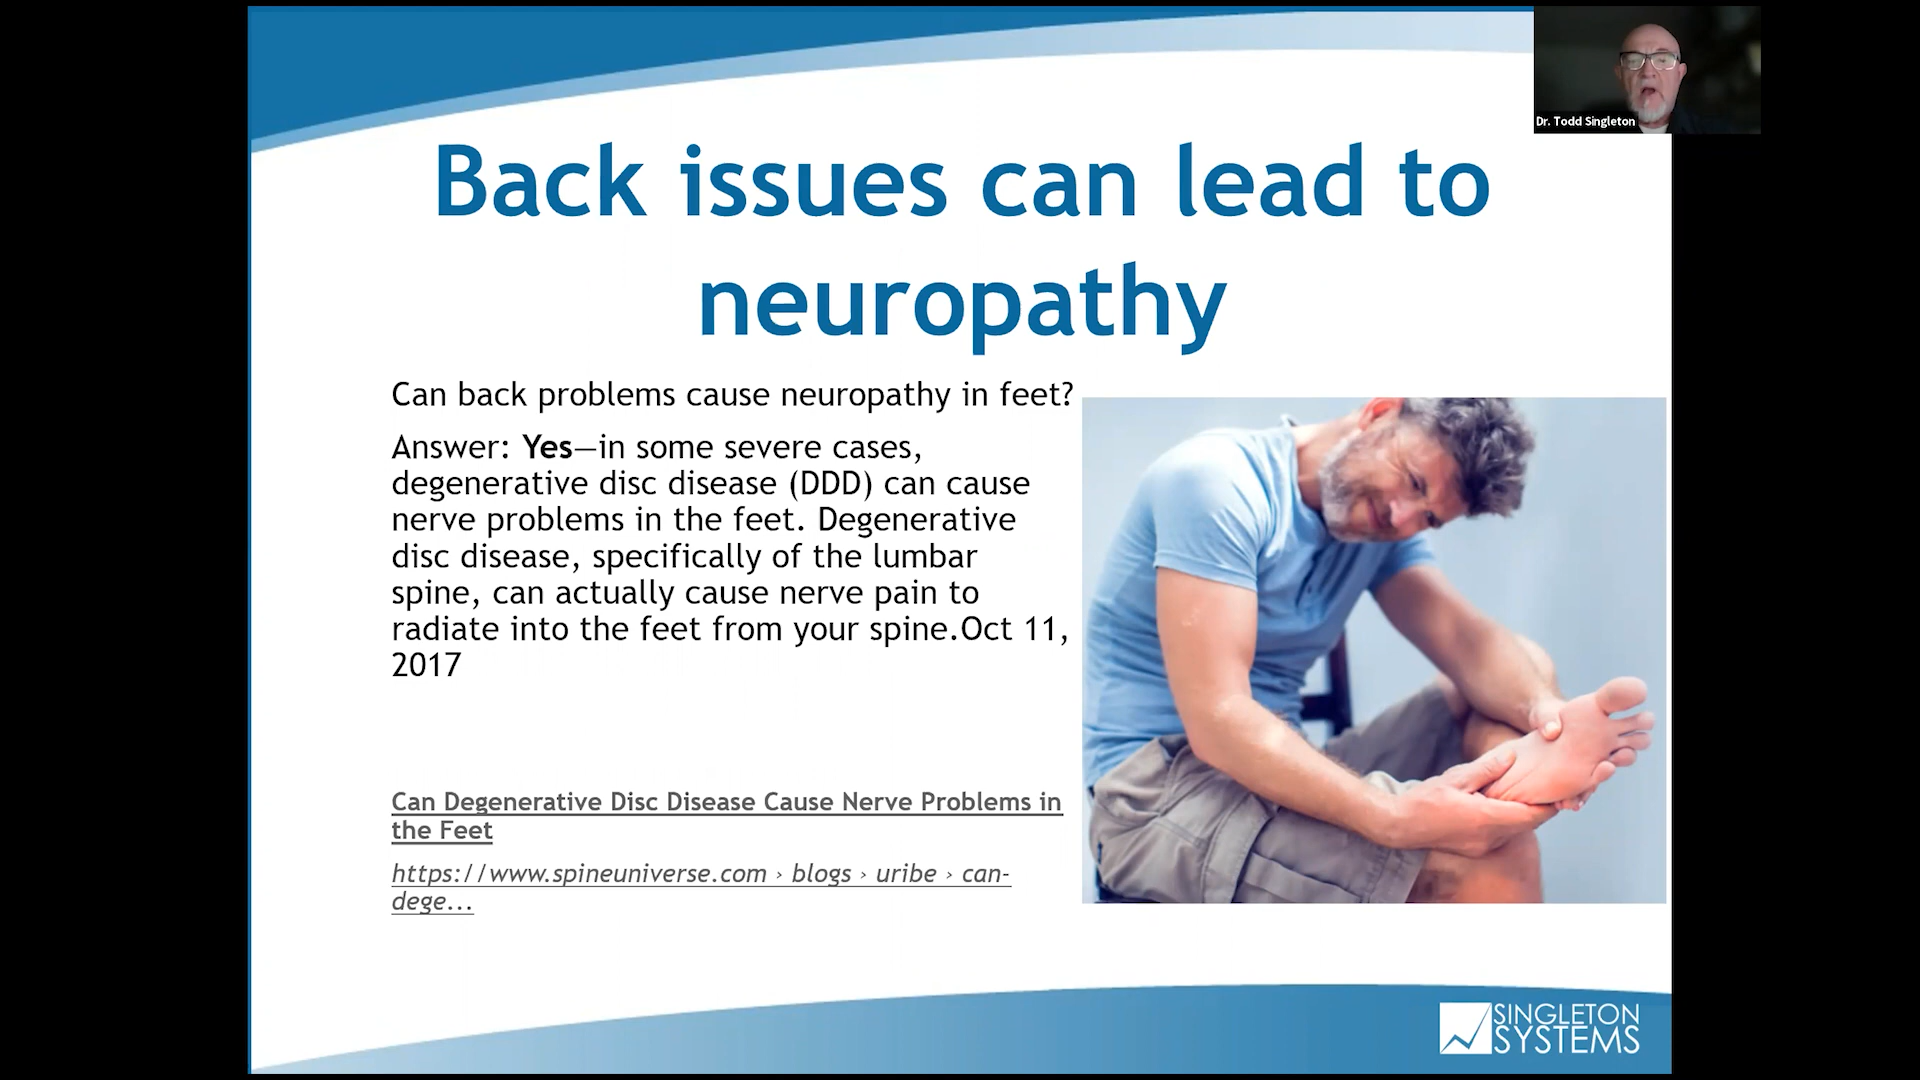 Dr. Todd Singleton
Back issues can lead to
neuropathy
Can back problems cause neuropathy in feet?
Answer: Yes—in some severe cases,
degenerative disc disease (DDD) can cause
nerve problems in the feet. Degenerative
disc disease, specifically of the lumbar
spine, can actually cause nerve pain to
radiate into the feet from your spine.Oct 11,
2017
Can Degenerative Disc Disease Cause Nerve Problems in
the Feet
https://www.spineuniverse.com › blogs › uribe › can-
dege...
SINGLETON
SYSTEMS